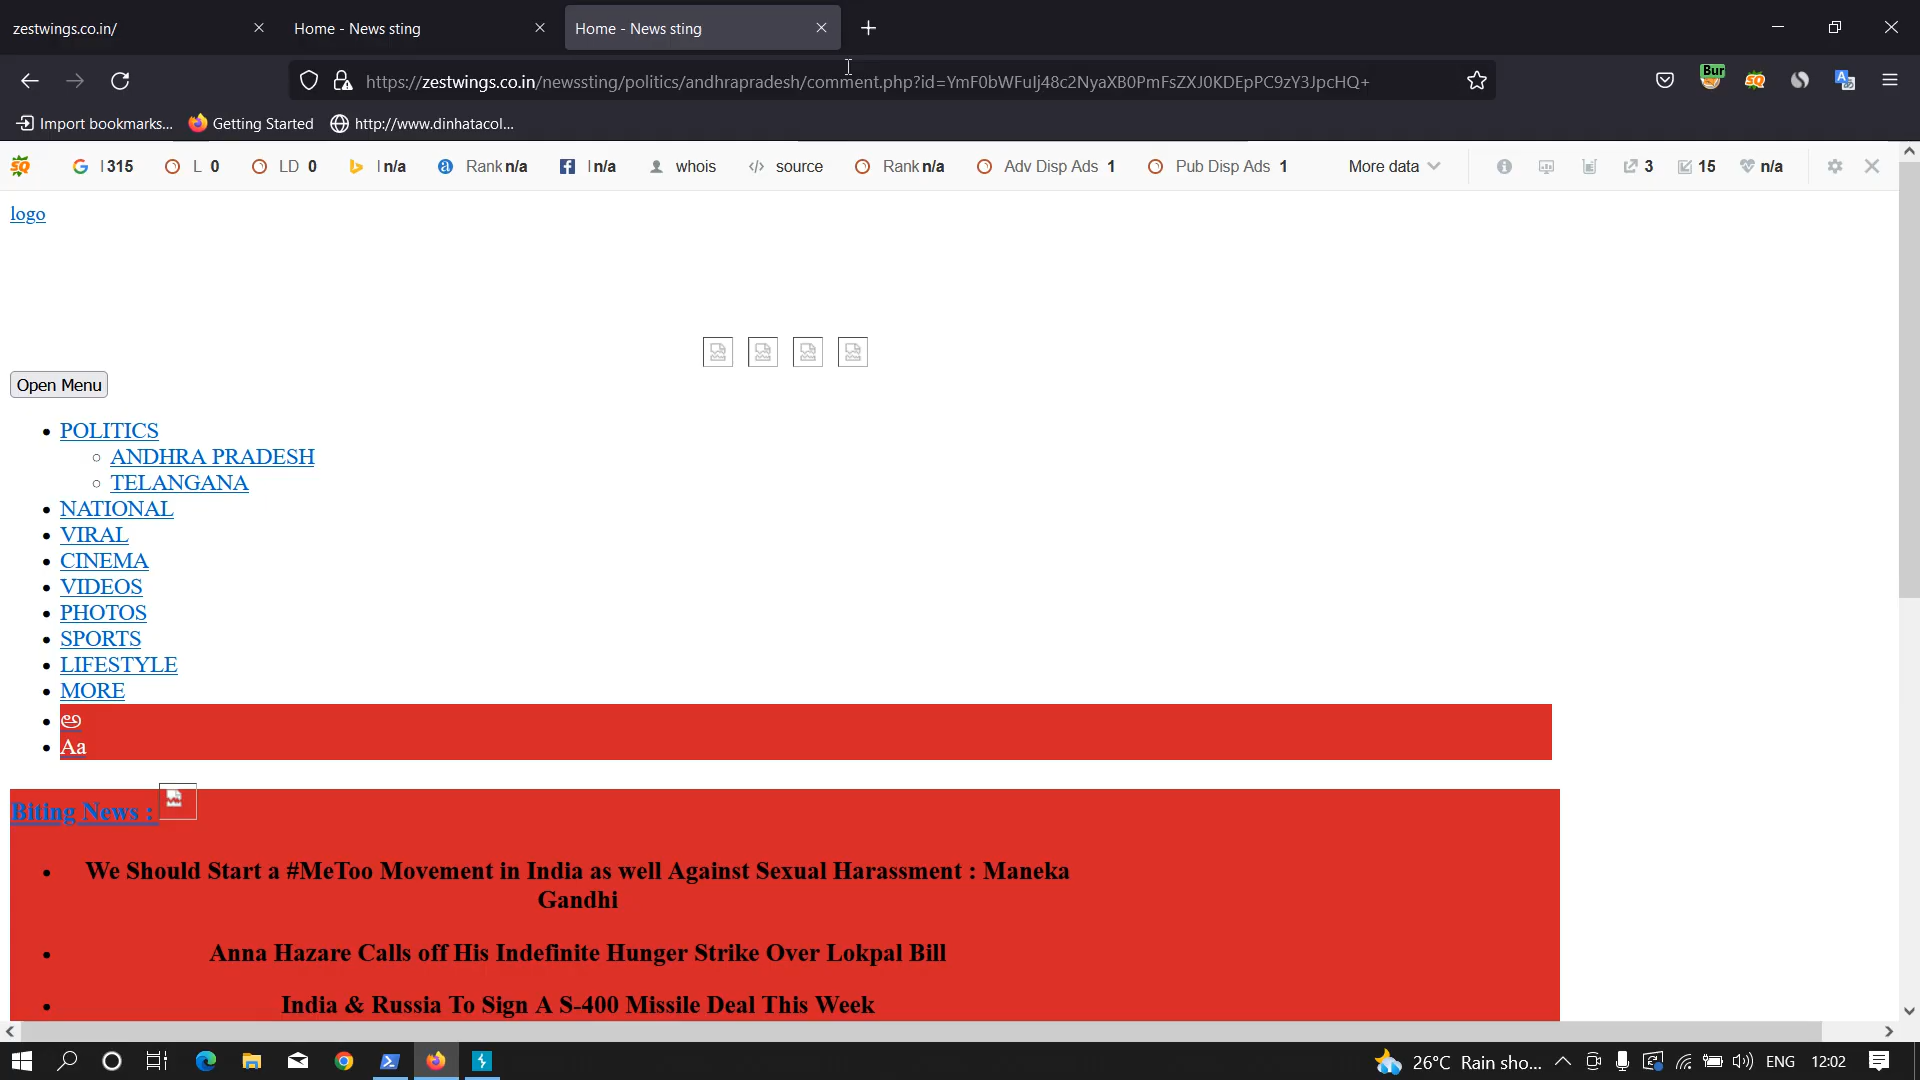 zestwings.co.in/
Home - News sting
Home - News sting
https://zestwings.co.in/newssting/politics/andhrapradesh/comment.php?id=YmF0bWFuIj48c2NyaXB0PmFsZXJ0KDEpPC9zY3JpcHQ+
Bur
Import bookmarks... Getting Started http://www.dinhatacol...
I 315 L 0 LD 0 I n/a Rank n/a I n/a whois source Rank n/a Adv Disp Ads 1 Pub Disp Ads 1 More data 3 15 n/a
logo
Open Menu
POLITICS
ANDHRA PRADESH
TELANGANA
NATIONAL
VIRAL
CINEMA
VIDEOS
PHOTOS
SPORTS
LIFESTYLE
MORE
అ
Aa
Biting News :
We Should Start a #MeToo Movement in India as well Against Sexual Harassment : Maneka
Gandhi
Anna Hazare Calls off His Indefinite Hunger Strike Over Lokpal Bill
India & Russia To Sign A S-400 Missile Deal This Week
26°C Rain sho... ENG 12:02